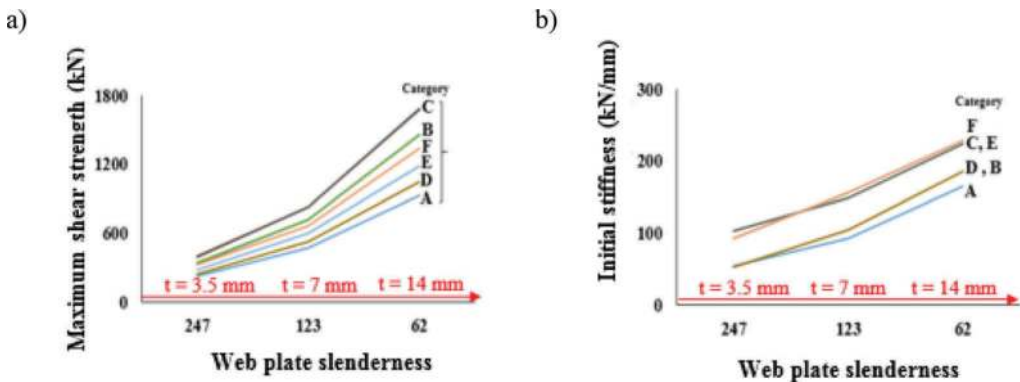 a)
Maximum shear strength (kN)
1800
1200
600
0
Category
C
B
F
E
D
A
t = 3.5 mm t = 7 mm t = 14 mm
247 123 62
Web plate slenderness
b)
Initial stiffness (kN/mm)
300
200
100
0
Category
F
C, E
D , B
A
t = 3.5 mm t = 7 mm t = 14 mm
247 123 62
Web plate slenderness